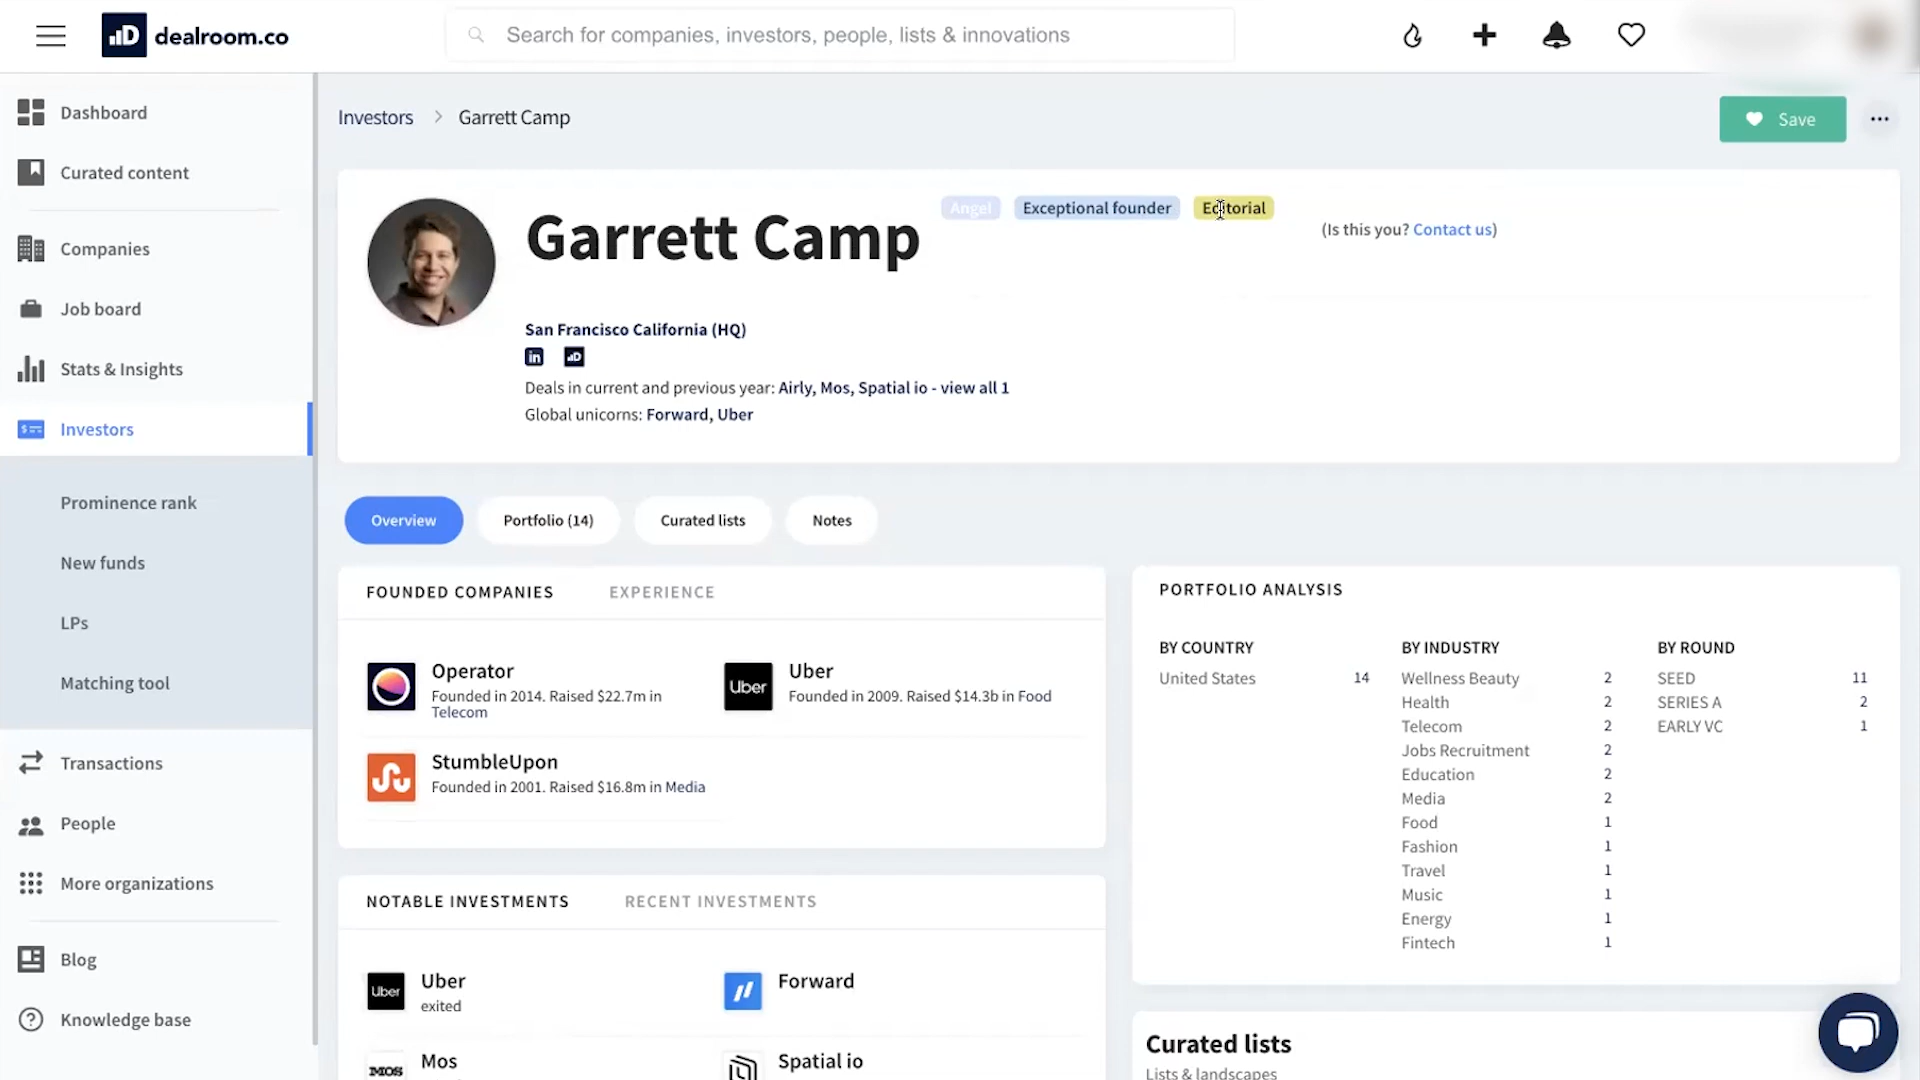 dealroom.co
Search for companies, investors, people, lists & innovations
Dashboard
Curated content
Companies
Job board
Stats & Insights
Investors
Prominence rank
New funds
LPs
Matching tool
Transactions
People
More organizations
Blog
Knowledge base
Investors > Garrett Camp
Save
Garrett Camp
Angel Exceptional founder Editorial
(Is this you? Contact us)
San Francisco California (HQ)
in
Deals in current and previous year: Airly, Mos, Spatial io - view all 1
Global unicorns: Forward, Uber
Overview Portfolio (14) Curated lists Notes
FOUNDED COMPANIES EXPERIENCE
Operator
Founded in 2014. Raised $22.7m in
Telecom
Uber
Uber
Founded in 2009. Raised $14.3b in Food
StumbleUpon
Founded in 2001. Raised $16.8m in Media
NOTABLE INVESTMENTS RECENT INVESTMENTS
Uber
Uber
exited
Forward
MOS
Mos
Spatial io
PORTFOLIO ANALYSIS
BY COUNTRY
United States 14
BY INDUSTRY
Wellness Beauty 2
Health 2
Telecom 2
Jobs Recruitment 2
Education 2
Media 2
Food 1
Fashion 1
Travel 1
Music 1
Energy 1
Fintech 1
BY ROUND
SEED 11
SERIES A 2
EARLY VC 1
Curated lists
Lists & landscapes